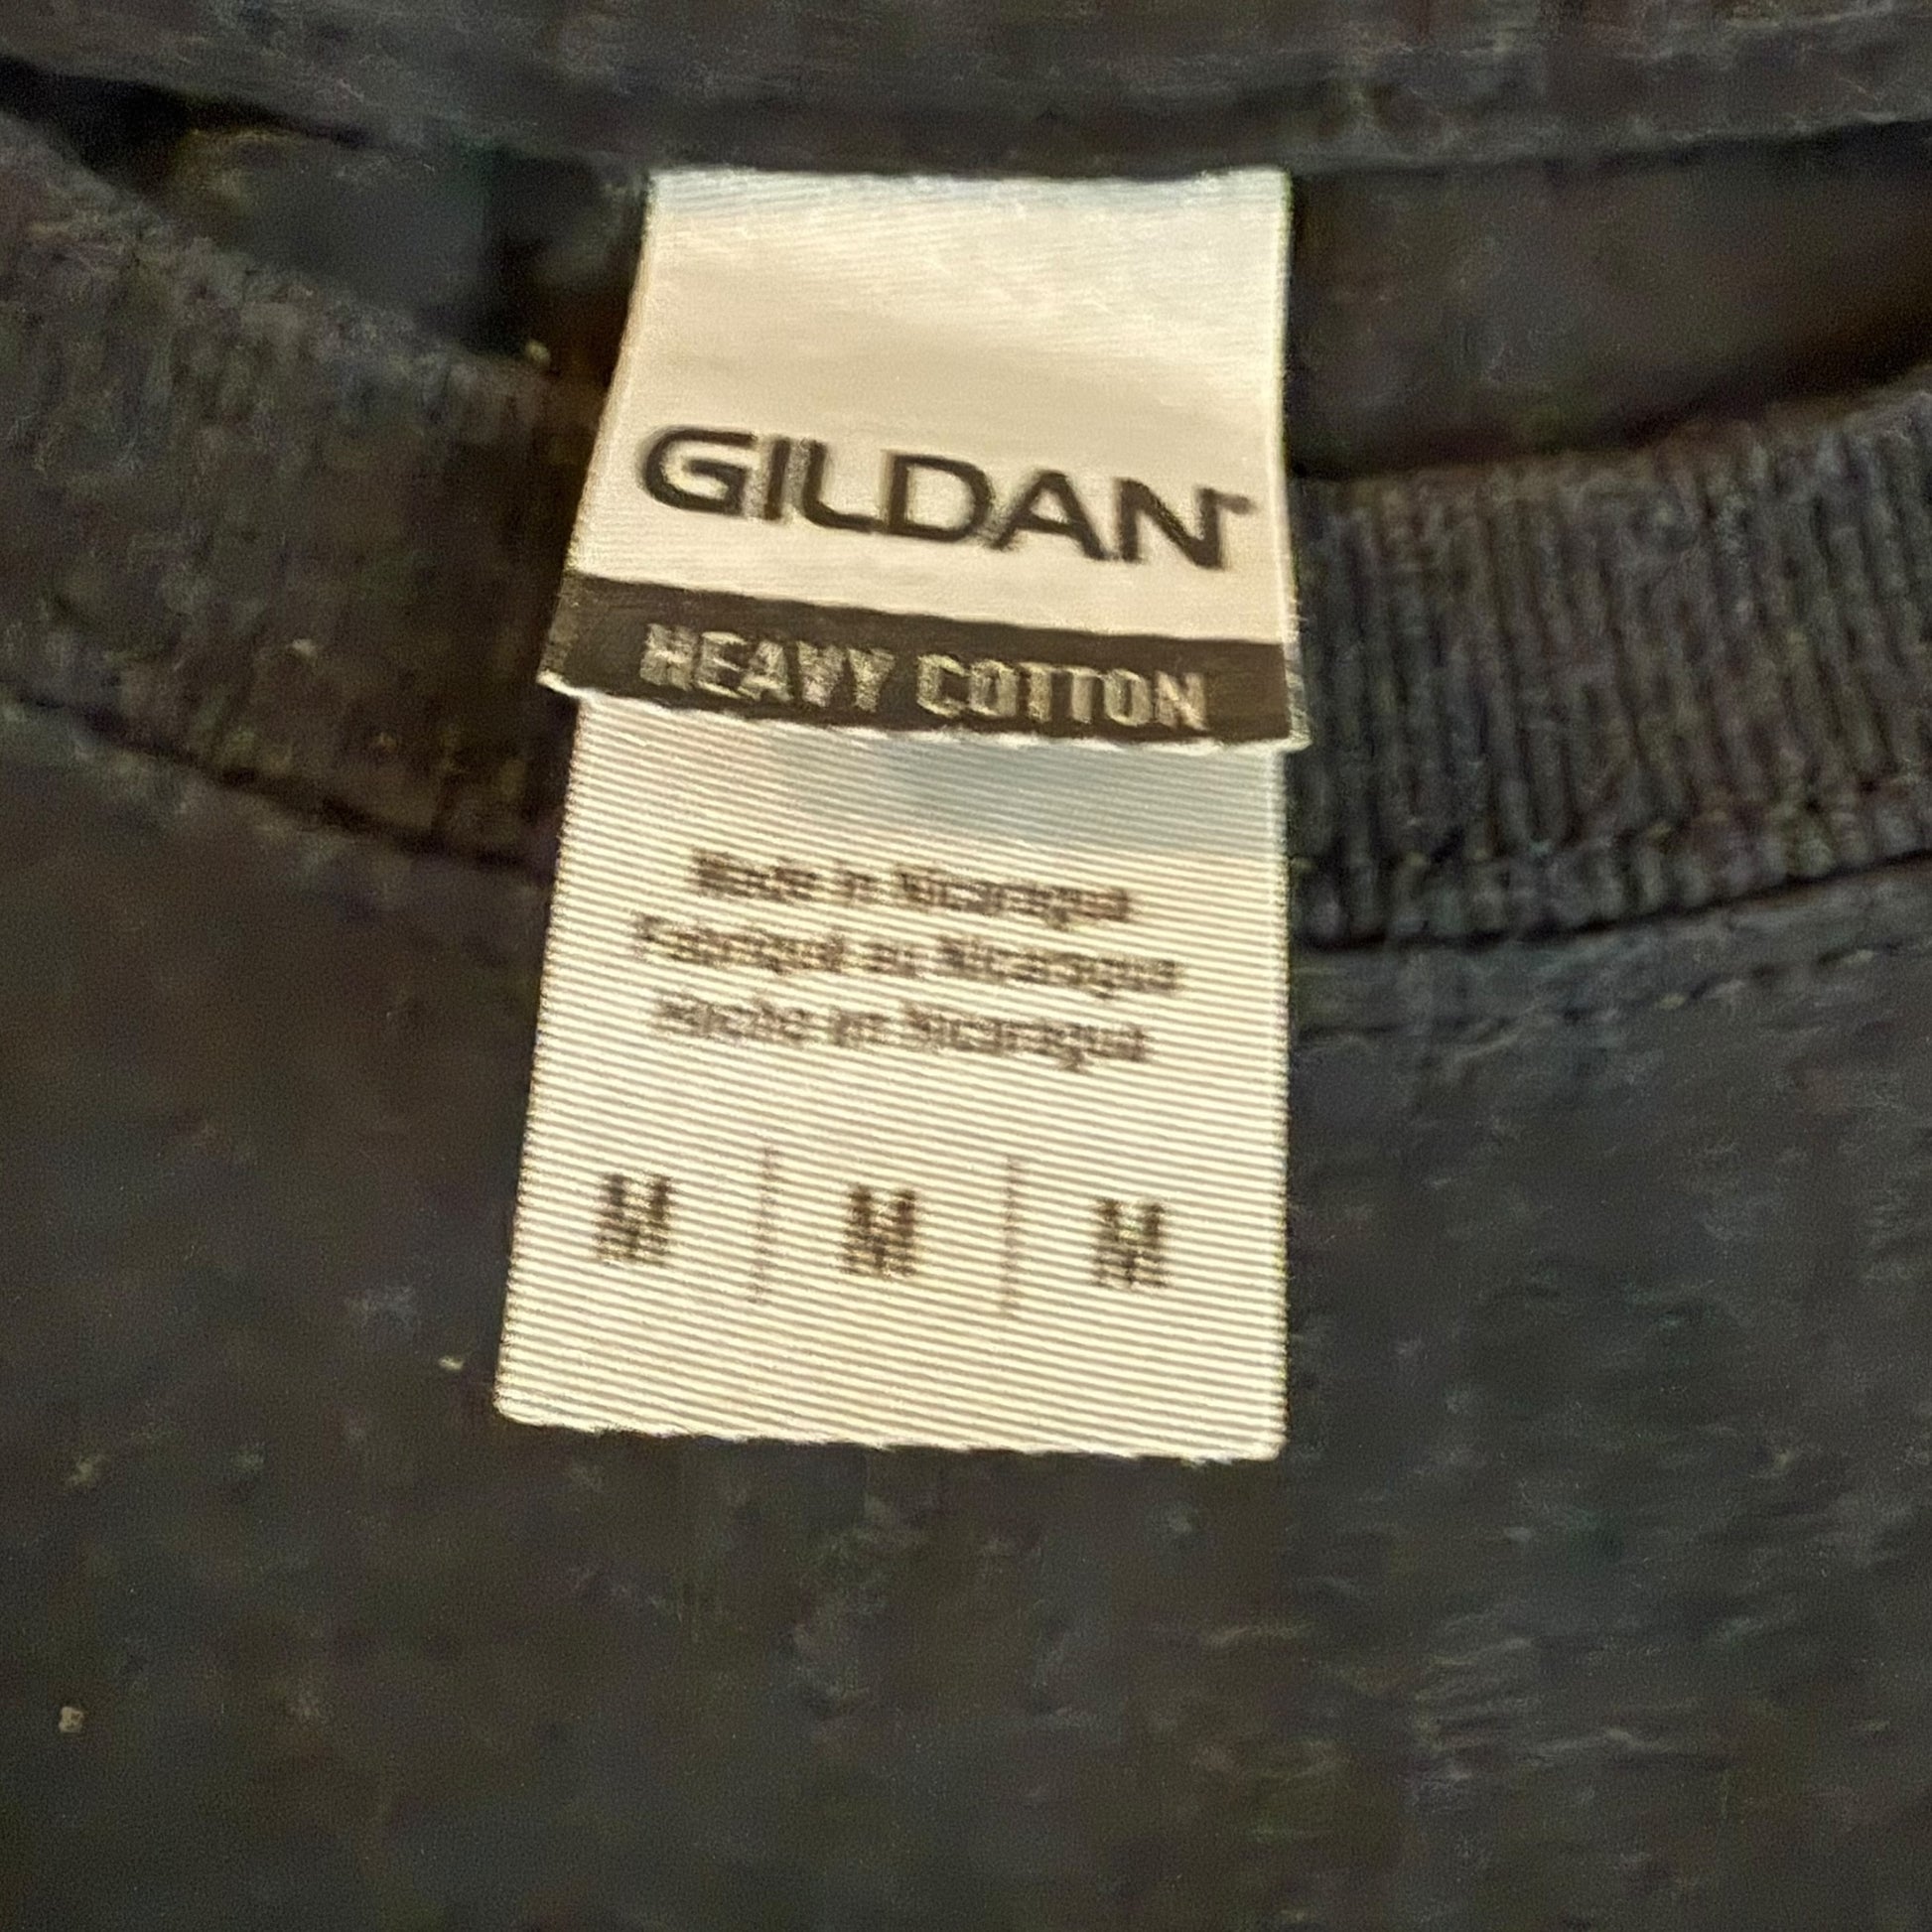 GILDAN
HEAVY COTTON
Made in Nicaragua
Fabriqué au Nicaragua
Hecho en Nicaragua
M | M | M